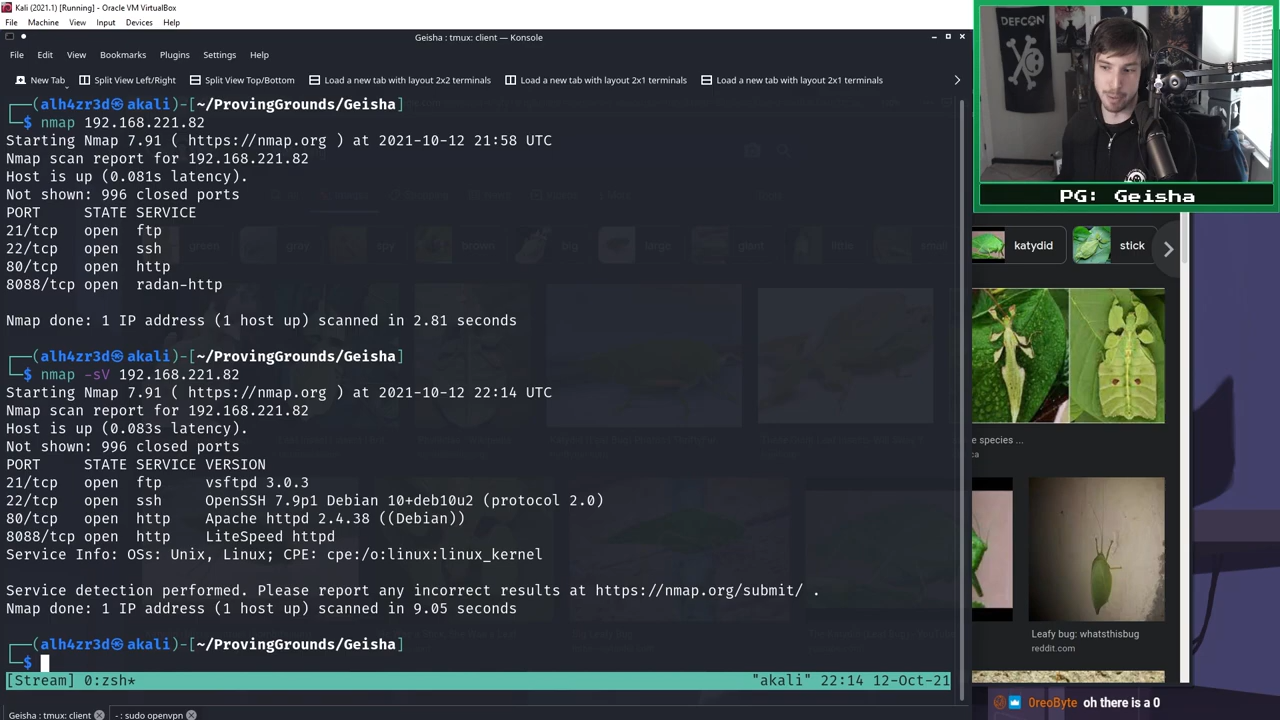 Kali (2021.1) [Running] - Oracle VM VirtualBox
File Machine View Input Devices Help
Geisha : tmux: client — Konsole
File Edit View Bookmarks Plugins Settings Help
New Tab Split View Left/Right Split View Top/Bottom Load a new tab with layout 2x2 terminals Load a new tab with layout 2x1 terminals Load a new tab with layout 2x1 terminals
┌──(alh4zr3d㉿akali)-[~/ProvingGrounds/Geisha]
└─$ nmap 192.168.221.82
Starting Nmap 7.91 ( https://nmap.org ) at 2021-10-12 21:58 UTC
Nmap scan report for 192.168.221.82
Host is up (0.081s latency).
Not shown: 996 closed ports
PORT STATE SERVICE
21/tcp open ftp
22/tcp open ssh
80/tcp open http
8088/tcp open radan-http
Nmap done: 1 IP address (1 host up) scanned in 2.81 seconds
┌──(alh4zr3d㉿akali)-[~/ProvingGrounds/Geisha]
└─$ nmap -sV 192.168.221.82
Starting Nmap 7.91 ( https://nmap.org ) at 2021-10-12 22:14 UTC
Nmap scan report for 192.168.221.82
Host is up (0.083s latency).
Not shown: 996 closed ports
PORT STATE SERVICE VERSION
21/tcp open ftp vsftpd 3.0.3
22/tcp open ssh OpenSSH 7.9p1 Debian 10+deb10u2 (protocol 2.0)
80/tcp open http Apache httpd 2.4.38 ((Debian))
8088/tcp open http LiteSpeed httpd
Service Info: OSs: Unix, Linux; CPE: cpe:/o:linux:linux_kernel
Service detection performed. Please report any incorrect results at https://nmap.org/submit/ .
Nmap done: 1 IP address (1 host up) scanned in 9.05 seconds
┌──(alh4zr3d㉿akali)-[~/ProvingGrounds/Geisha]
└─$
[Stream] 0:zsh* "akali" 22:14 12-Oct-21
Geisha : tmux: client - : sudo openvpn
DEFCON
PG: Geisha
katydid stick
e species ...
ca
Leafy bug: whatsthisbug
reddit.com
0reoByte oh there is a 0